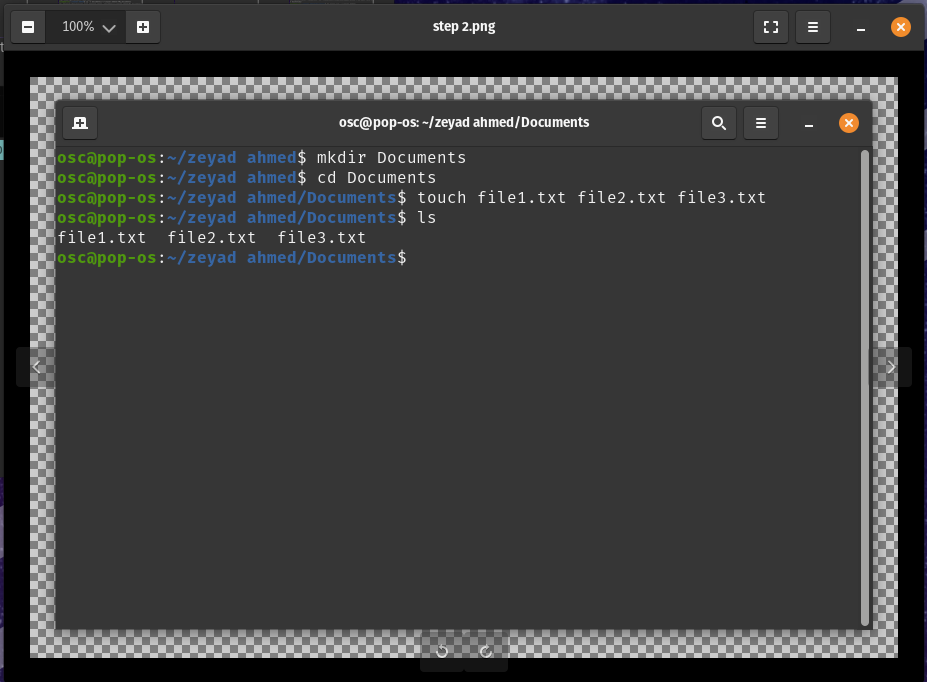 100%
step 2.png
osc@pop-os: ~/zeyad ahmed/Documents
osc@pop-os:~/zeyad ahmed$ mkdir Documents
osc@pop-os:~/zeyad ahmed$ cd Documents
osc@pop-os:~/zeyad ahmed/Documents$ touch file1.txt file2.txt file3.txt
osc@pop-os:~/zeyad ahmed/Documents$ ls
file1.txt  file2.txt  file3.txt
osc@pop-os:~/zeyad ahmed/Documents$